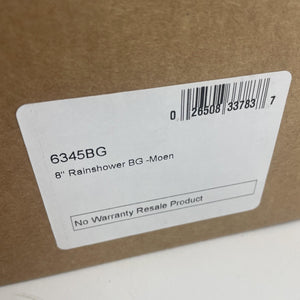 0 26508 33783 7
6345BG
8" Rainshower BG -Moen
No Warranty Resale Product